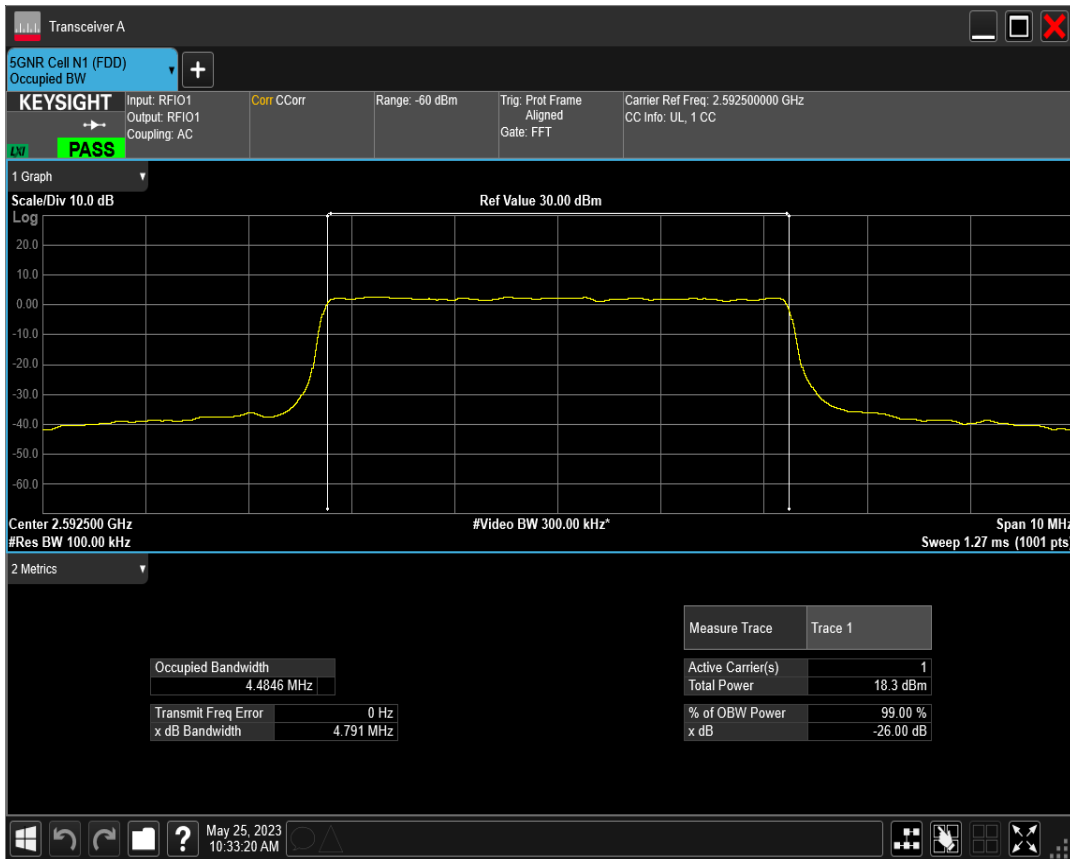 Transceiver A
5GNR Cell N1 (FDD)
Occupied BW
+
KEYSIGHT
LXI
PASS
Input: RFIO1
Output: RFIO1
Coupling: AC
Corr CCorr
Range: -60 dBm
Trig: Prot Frame
Aligned
Gate: FFT
Carrier Ref Freq: 2.592500000 GHz
CC Info: UL, 1 CC
1 Graph
Scale/Div 10.0 dB
Ref Value 30.00 dBm
Log
20.0
10.0
0.00
-10.0
-20.0
-30.0
-40.0
-50.0
-60.0
Center 2.592500 GHz
#Video BW 300.00 kHz*
Span 10 MHz
#Res BW 100.00 kHz
Sweep 1.27 ms (1001 pts)
2 Metrics
Measure Trace Trace 1
Occupied Bandwidth
4.4846 MHz
Active Carrier(s) 1
Total Power 18.3 dBm
Transmit Freq Error 0 Hz
x dB Bandwidth 4.791 MHz
% of OBW Power 99.00 %
x dB -26.00 dB
?
May 25, 2023
10:33:20 AM